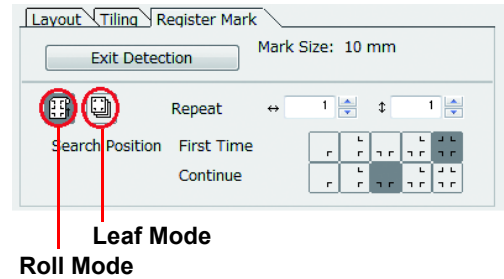 Layout Tiling Register Mark
Exit Detection Mark Size: 10 mm
Repeat 1 1
Search Position First Time
Continue
Leaf Mode
Roll Mode